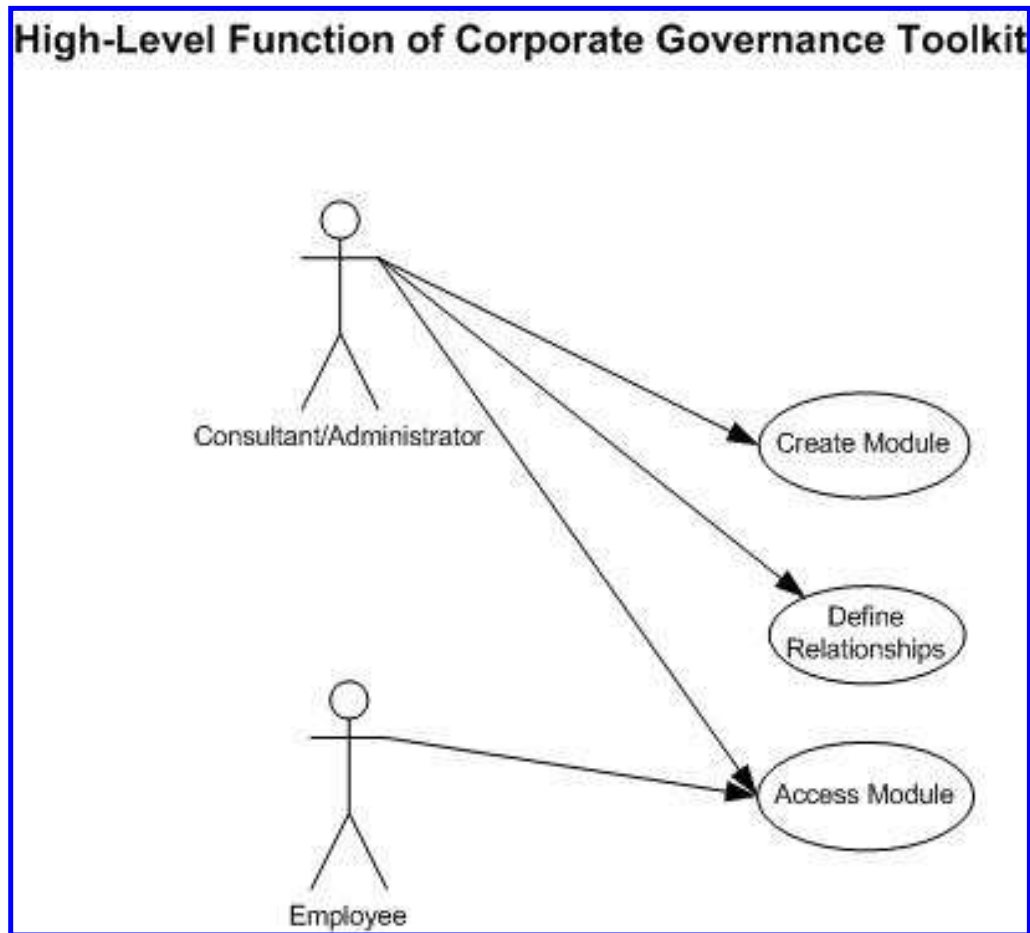 High-Level Function of Corporate Governance Toolkit
Consultant/Administrator
Create Module
Define
Relationships
Access Module
Employee